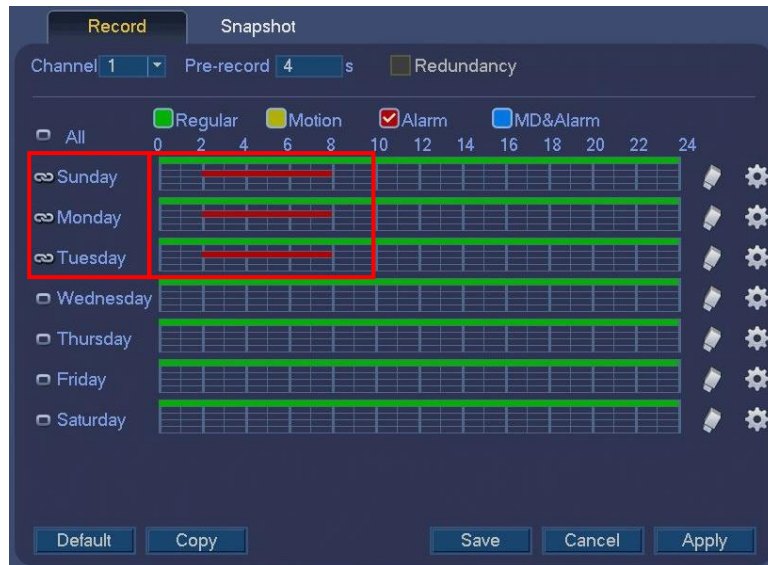 Record Snapshot
Channel 1 Pre-record 4 s Redundancy
Regular Motion Alarm MD&Alarm
All 0 2 4 6 8 10 12 14 16 18 20 22 24
Sunday
Monday
Tuesday
Wednesday
Thursday
Friday
Saturday
Default Copy Save Cancel Apply